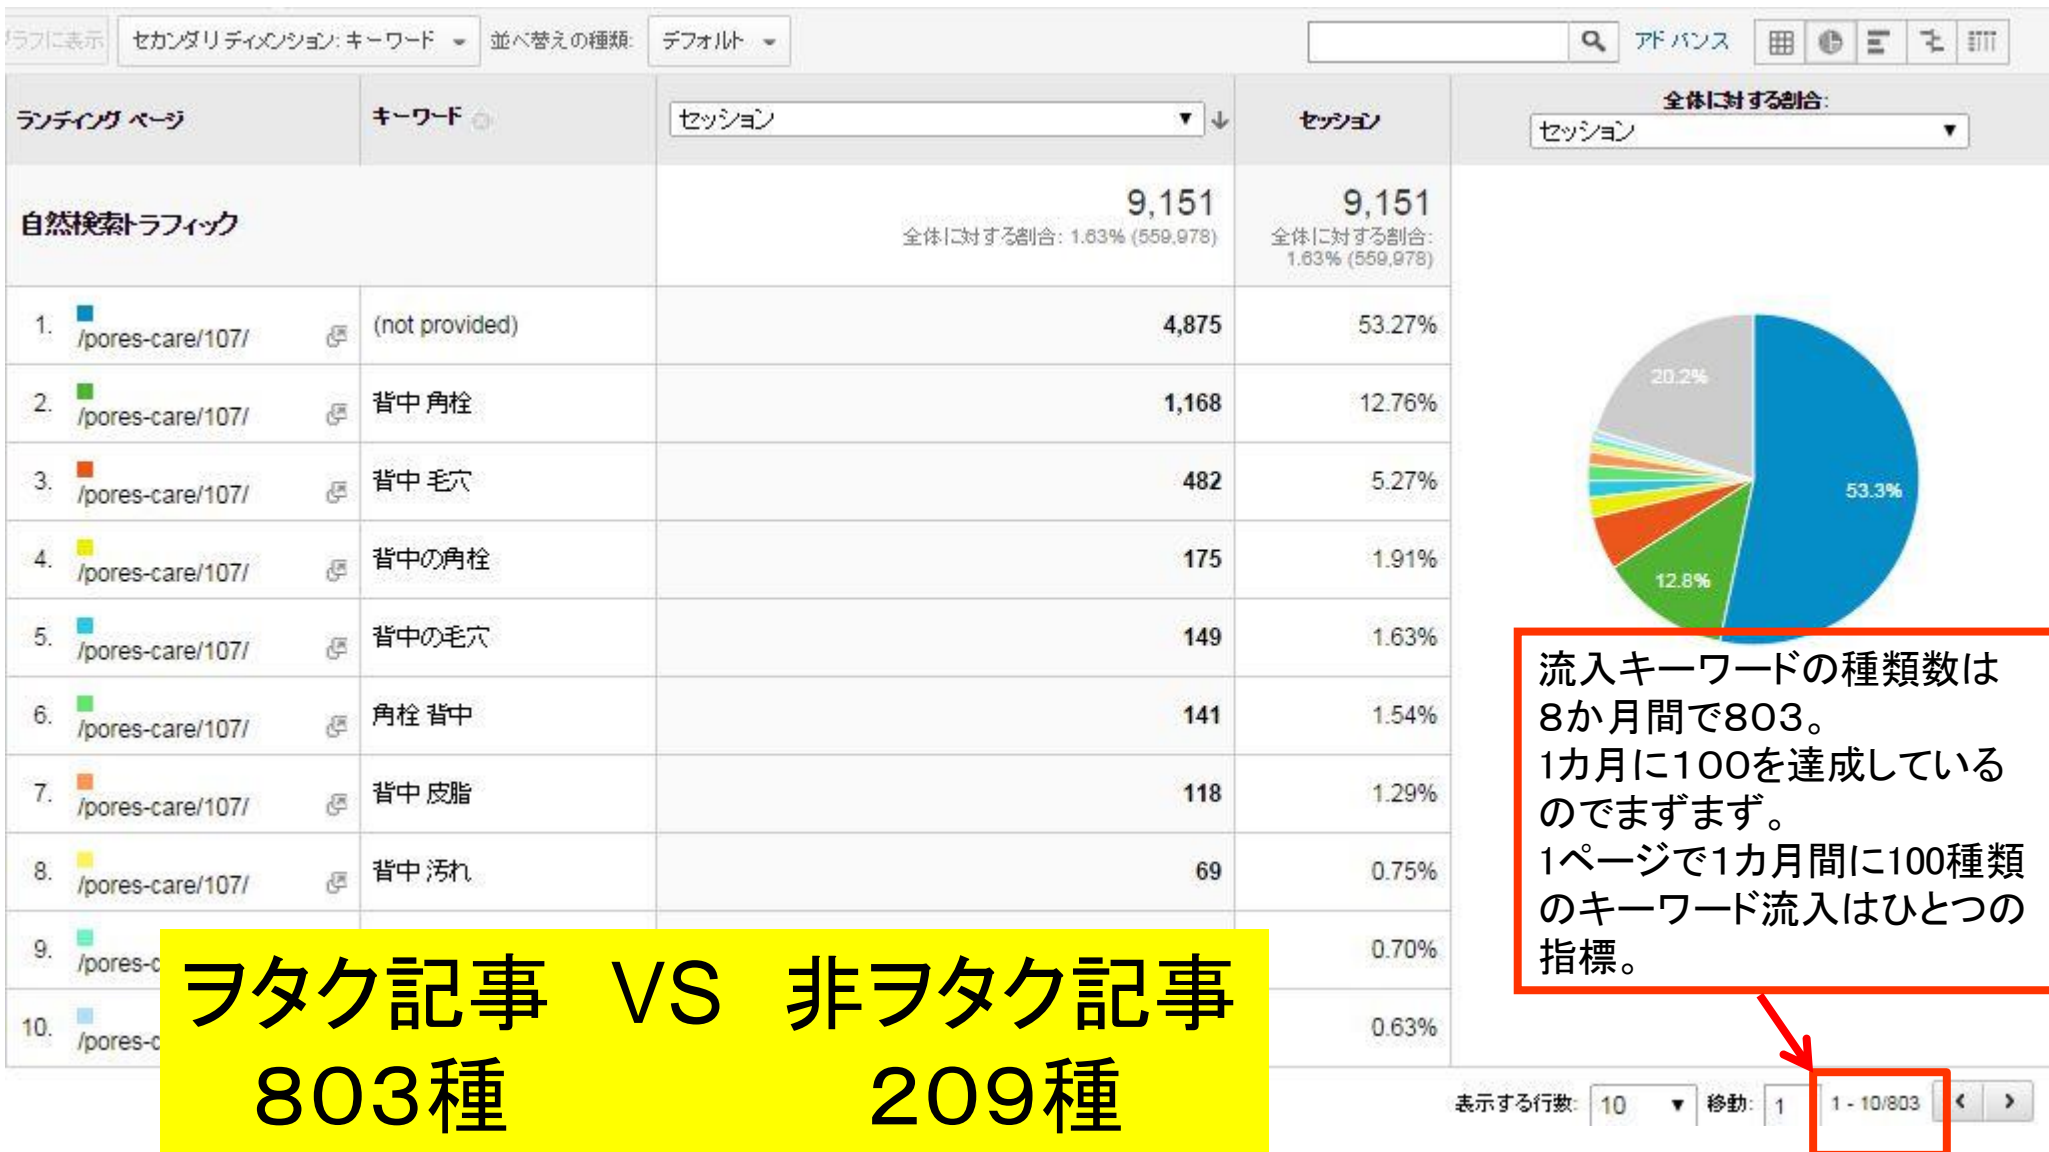 グラフに表示 セカンダリ ディメンション: キーワード 並べ替えの種類: デフォルト アドバンス
ランディング ページ キーワード セッション セッション 全体に対する割合:
セッション
自然検索トラフィック 9,151 9,151
全体に対する割合: 1.63% (559,978) 全体に対する割合:
1.63% (559,978)
1. /pores-care/107/ (not provided) 4,875 53.27%
2. /pores-care/107/ 背中 角栓 1,168 12.76%
3. /pores-care/107/ 背中 毛穴 482 5.27%
4. /pores-care/107/ 背中の角栓 175 1.91%
5. /pores-care/107/ 背中の毛穴 149 1.63%
6. /pores-care/107/ 角栓 背中 141 1.54%
7. /pores-care/107/ 背中 皮脂 118 1.29%
8. /pores-care/107/ 背中 汚れ 69 0.75%
9. /pores-c 0.70%
10. /pores-c 0.63%
20.2%
53.3%
12.8%
流入キーワードの種類数は
8か月間で803。
1カ月に100を達成している
のでまずまず。
1ページで1カ月間に100種類
のキーワード流入はひとつの
指標。
ヲタク記事 VS 非ヲタク記事
803種 209種
表示する行数: 10 移動: 1 1 - 10/803